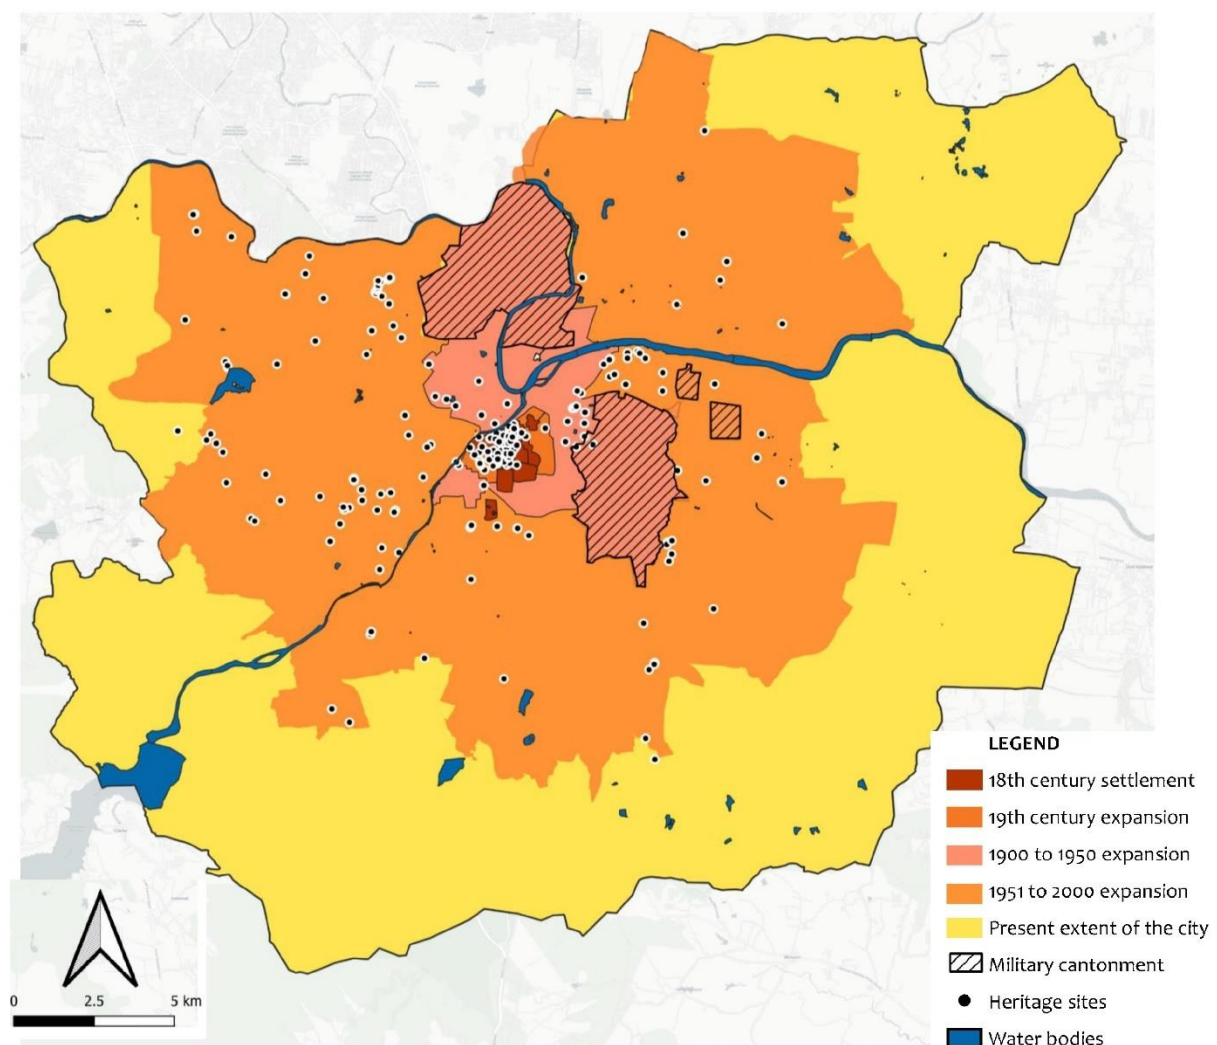 LEGEND
18th century settlement
19th century expansion
1900 to 1950 expansion
1951 to 2000 expansion
Present extent of the city
Military cantonment
Heritage sites
Water bodies
0 2.5 5 km